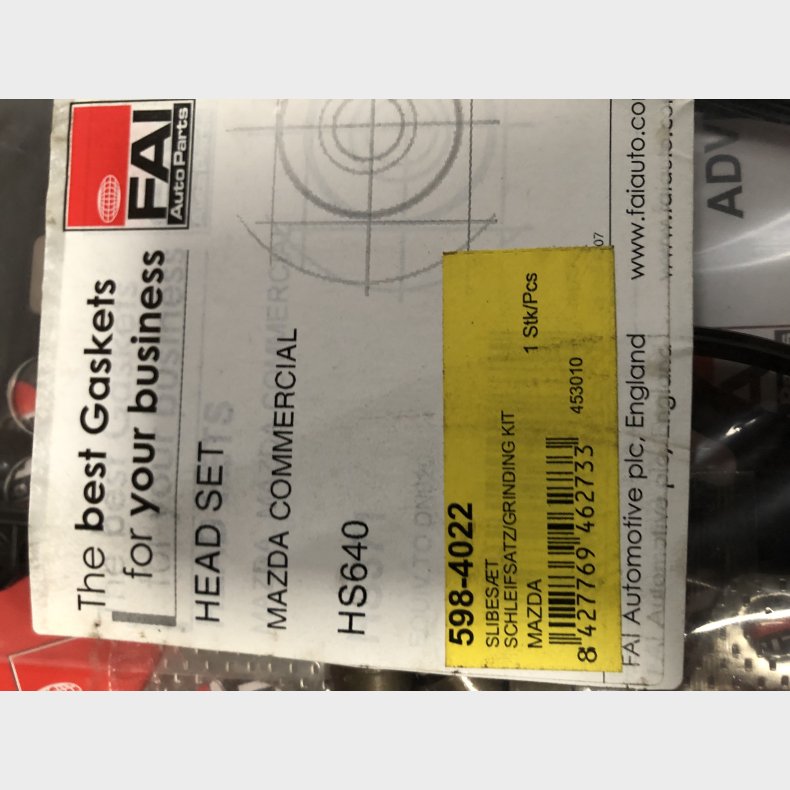 FAI
Auto Parts
The best Gaskets
for your business
HEAD SET
MAZDA COMMERCIAL
HS640
598-4022
SLIBESÆT
SCHLEIFSATZ/GRINDING KIT
MAZDA
1 Stk/Pcs
8 427769 462733
453010
07
FAI Automotive plc, England
www.faiauto.co
ADV